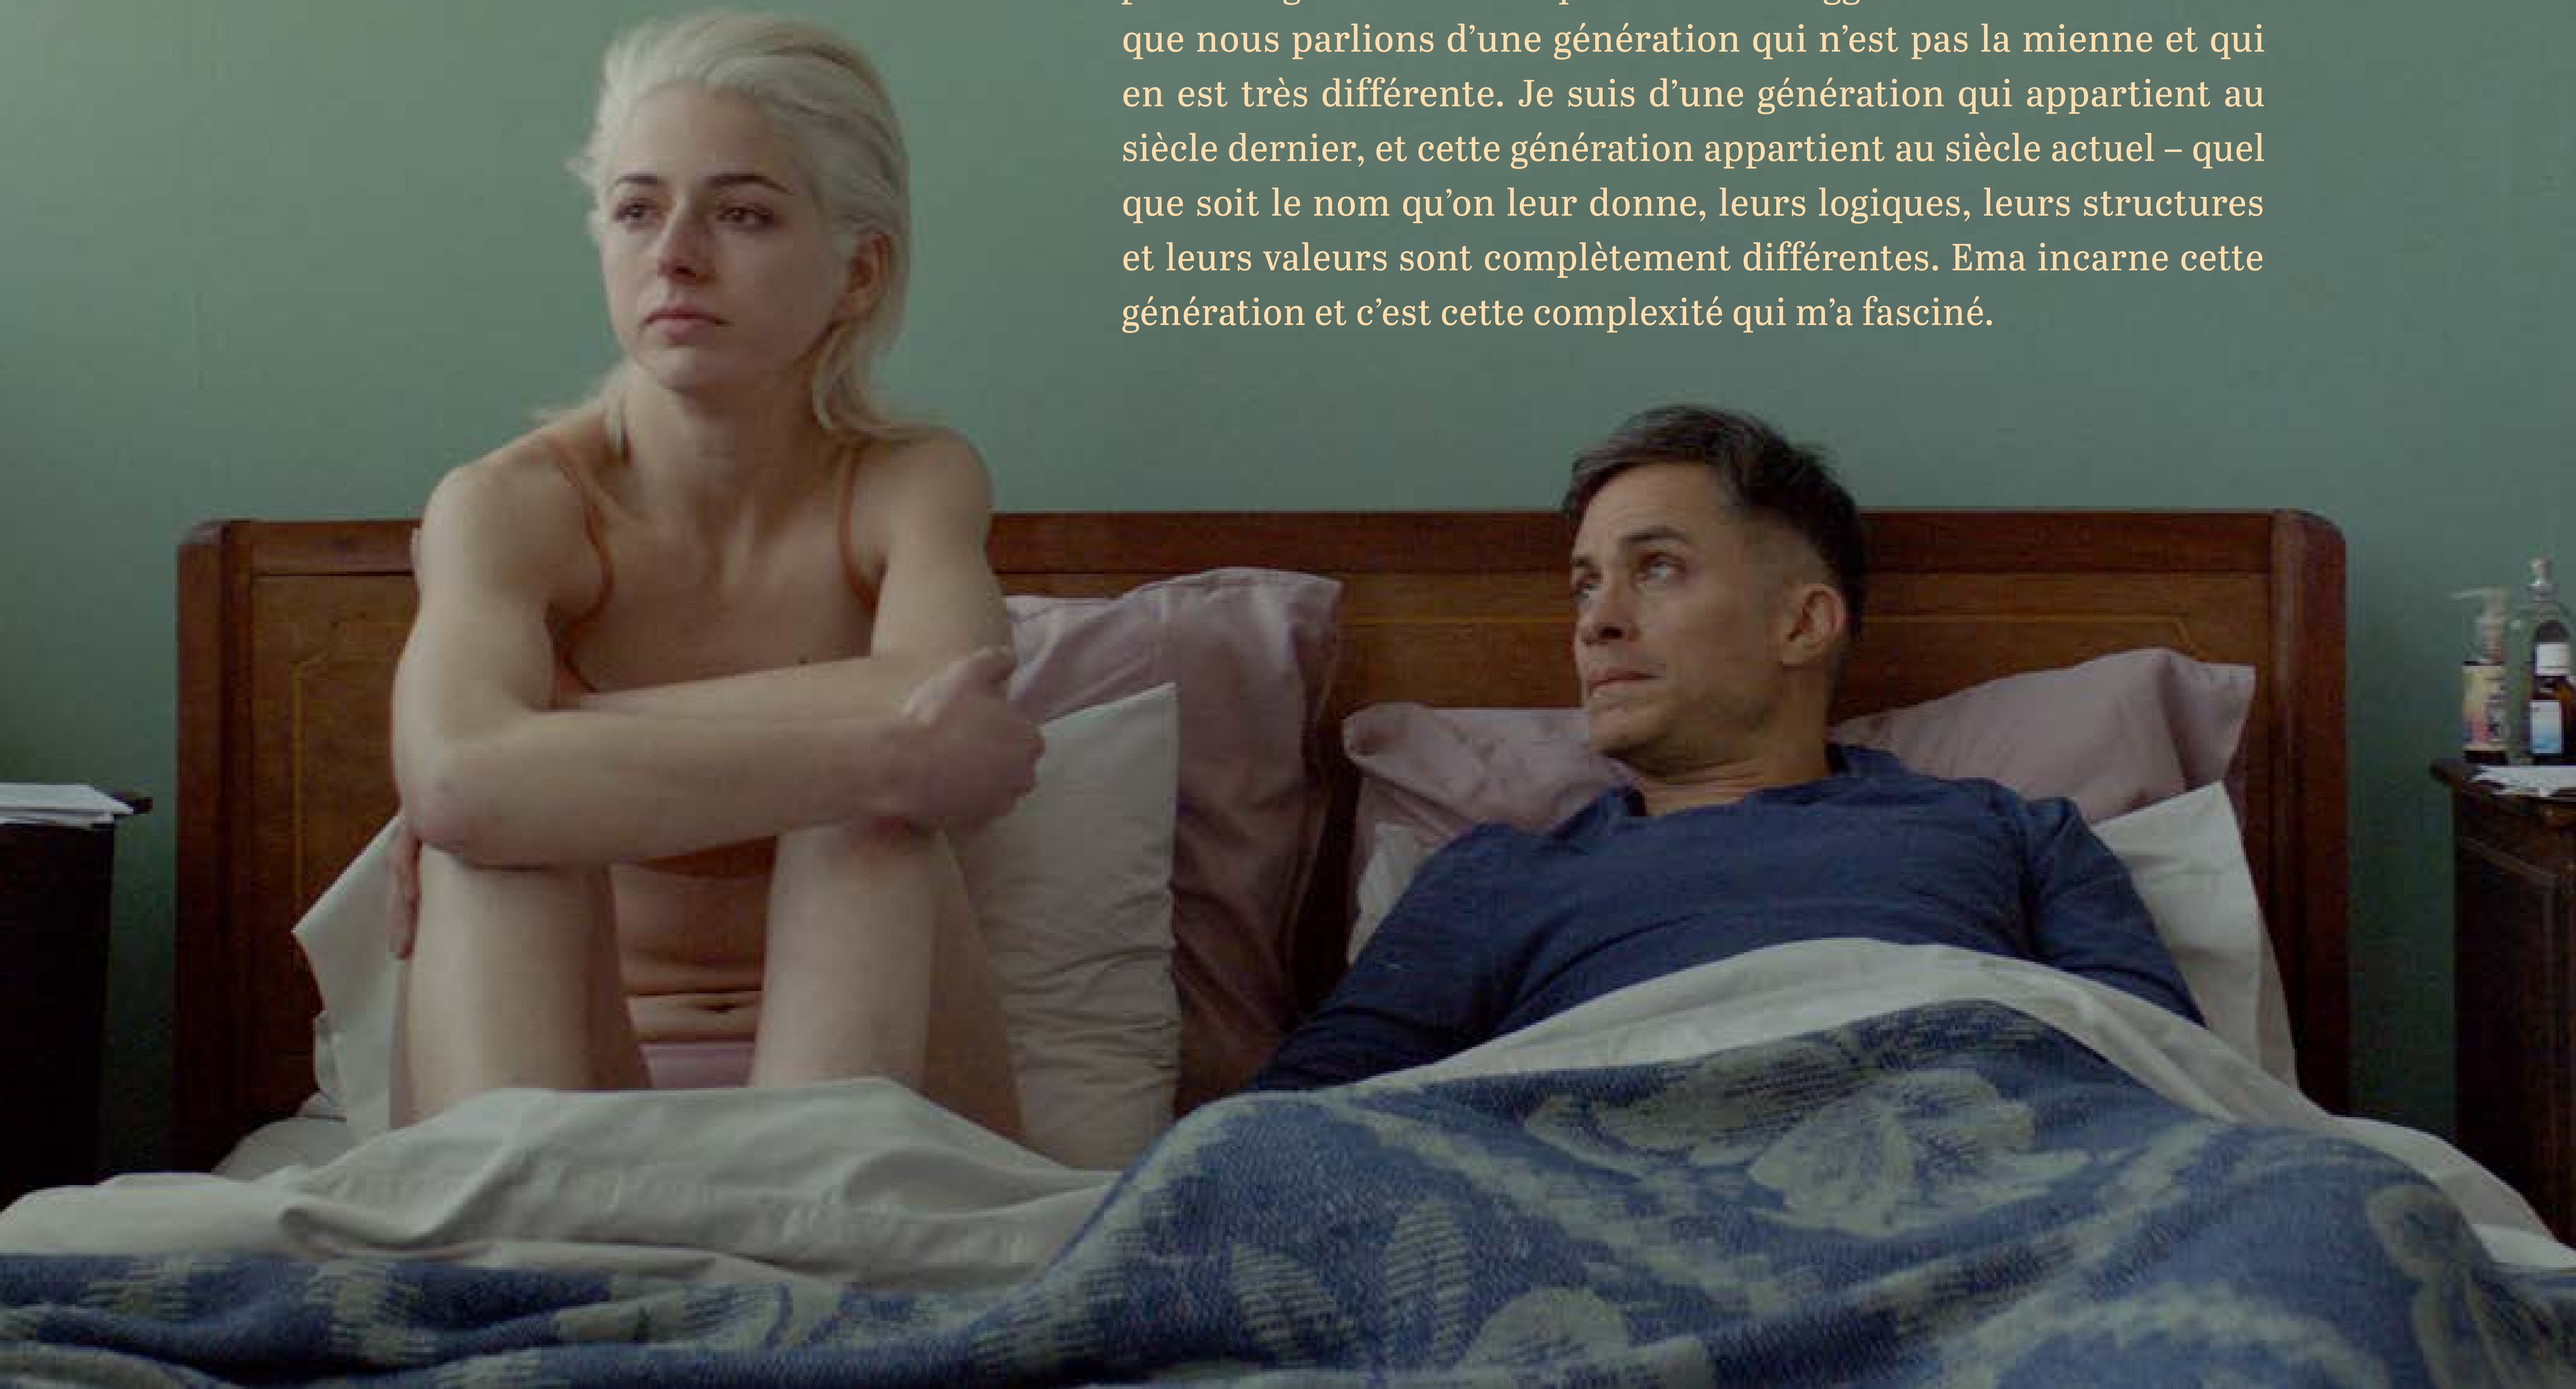 que nous parlions d’une génération qui n’est pas la mienne et qui
en est très différente. Je suis d’une génération qui appartient au
siècle dernier, et cette génération appartient au siècle actuel – quel
que soit le nom qu’on leur donne, leurs logiques, leurs structures
et leurs valeurs sont complètement différentes. Ema incarne cette
génération et c’est cette complexité qui m’a fasciné.